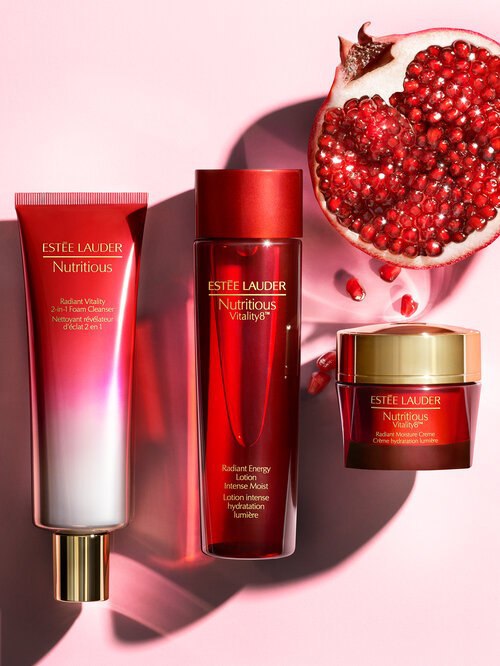 ESTĒE LAUDER
Nutritious
Radiant Vitality
2-in-1 Foam Cleanser
Nettoyant révélateur
d'éclat 2 en 1
ESTĒE LAUDER
Nutritious
Vitality8™
Radiant Energy
Lotion
Intense Moist
Lotion intense
hydratation
lumière
ESTĒE LAUDER
Nutritious
Vitality8™
Radiant Moisture Creme
Crème hydratation lumière